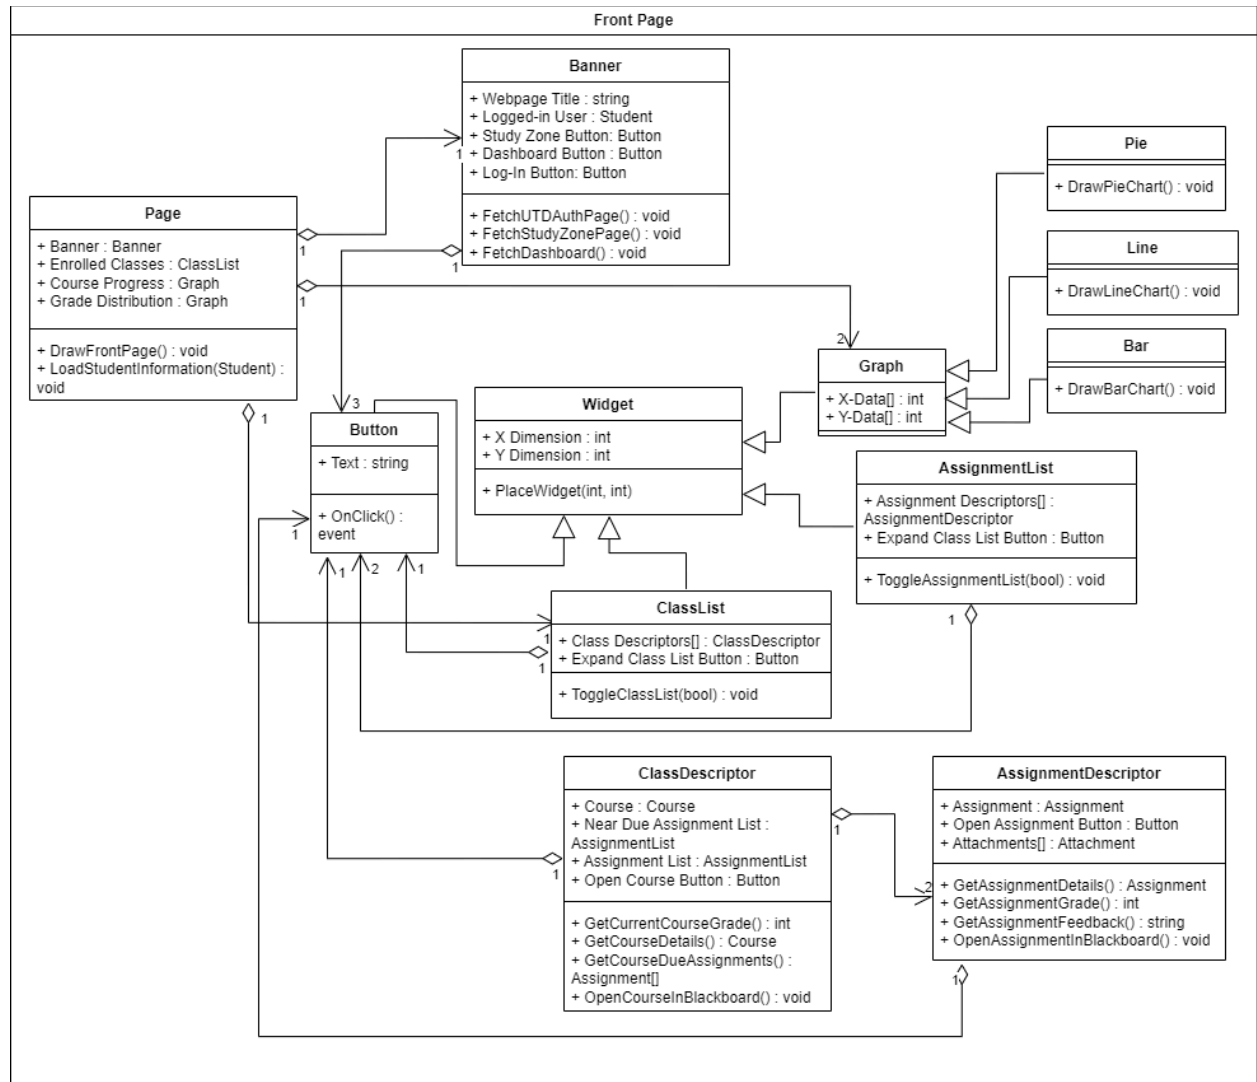 Front Page
Banner
+ Webpage Title : string
+ Logged-in User : Student
+ Study Zone Button: Button
+ Dashboard Button : Button
+ Log-In Button: Button
+ FetchUTDAuthPage() : void
+ FetchStudyZonePage() : void
+ FetchDashboard() : void
1
1
Page
+ Banner : Banner
+ Enrolled Classes : ClassList
+ Course Progress : Graph
+ Grade Distribution : Graph
+ DrawFrontPage() : void
+ LoadStudentInformation(Student) :
void
1
1
1
Pie
+ DrawPieChart() : void
Line
+ DrawLineChart() : void
Bar
+ DrawBarChart() : void
2
Graph
+ X-Data[] : int
+ Y-Data[] : int
Widget
+ X Dimension : int
+ Y Dimension : int
+ PlaceWidget(int, int)
3
Button
+ Text : string
+ OnClick() :
event
1
1
2
1
AssignmentList
+ Assignment Descriptors[] :
AssignmentDescriptor
+ Expand Class List Button : Button
+ ToggleAssignmentList(bool) : void
1
ClassList
+ Class Descriptors[] : ClassDescriptor
+ Expand Class List Button : Button
+ ToggleClassList(bool) : void
1
1
ClassDescriptor
+ Course : Course
+ Near Due Assignment List :
AssignmentList
+ Assignment List : AssignmentList
+ Open Course Button : Button
+ GetCurrentCourseGrade() : int
+ GetCourseDetails() : Course
+ GetCourseDueAssignments() :
Assignment[]
+ OpenCourseInBlackboard() : void
1
1
2
AssignmentDescriptor
+ Assignment : Assignment
+ Open Assignment Button : Button
+ Attachments[] : Attachment
+ GetAssignmentDetails() : Assignment
+ GetAssignmentGrade() : int
+ GetAssignmentFeedback() : string
+ OpenAssignmentInBlackboard() : void
1